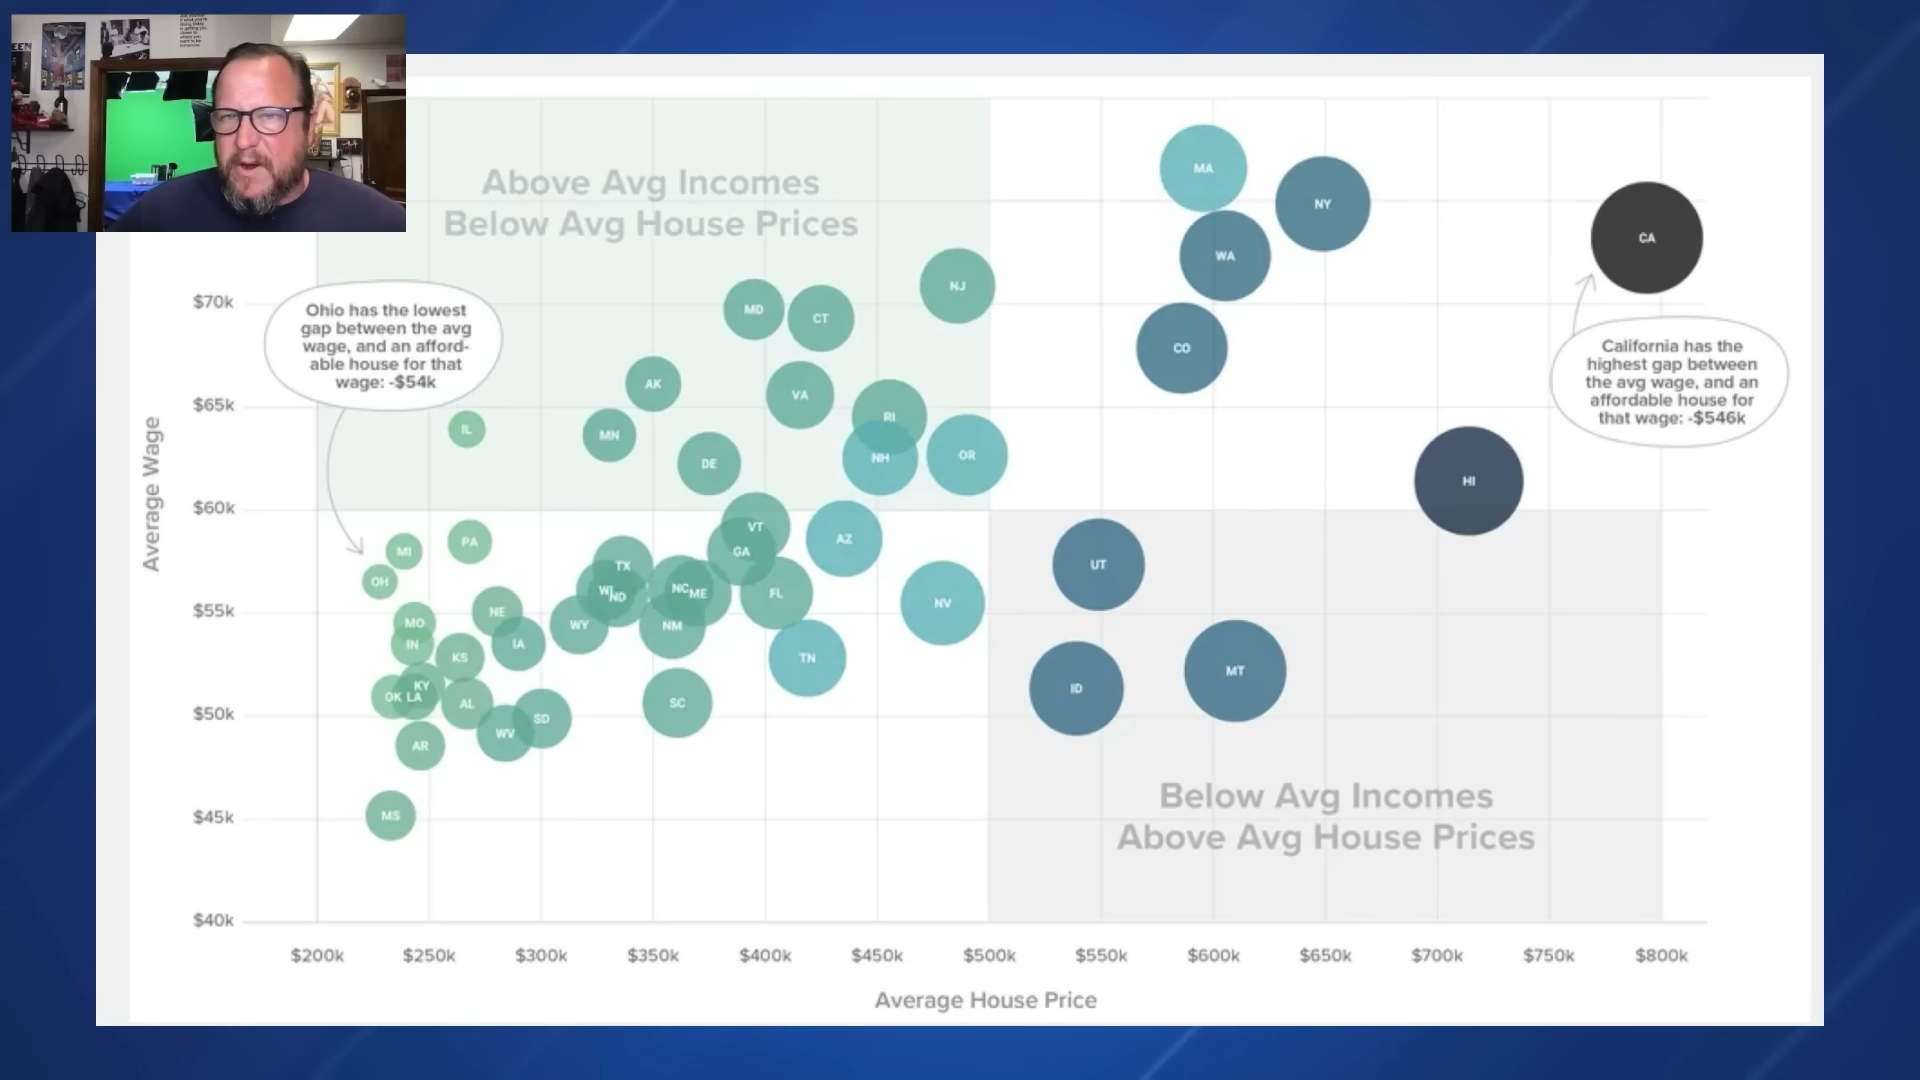 Above Avg Incomes
Below Avg House Prices
MA
NY
CA
WA
NJ
$70k
MD
CT
Ohio has the lowest
gap between the avg
wage, and an afford-
able house for that
wage: -$54k
CO
California has the
highest gap between
the avg wage, and an
affordable house for
that wage: -$546k
AK
VA
$65k
RI
IL
MN
NH
OR
DE
HI
$60k
Average Wage
VT
AZ
PA
MI
GA
TX
UT
OH
WI
ND
NC
ME
FL
NV
$55k
NE
MO
WY
NM
IN
IA
KS
TN
MT
KY
OK
LA
ID
AL
SC
$50k
SD
WV
AR
$45k
MS
Below Avg Incomes
Above Avg House Prices
$40k
$200k $250k $300k $350k $400k $450k $500k $550k $600k $650k $700k $750k $800k
Average House Price